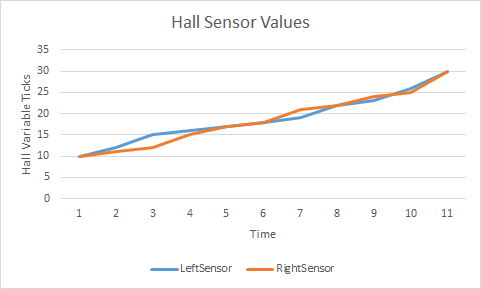 Hall Sensor Values
Hall Variable Ticks
35
30
25
20
15
10
5
0
1 2 3 4 5 6 7 8 9 10 11
Time
LeftSensor RightSensor